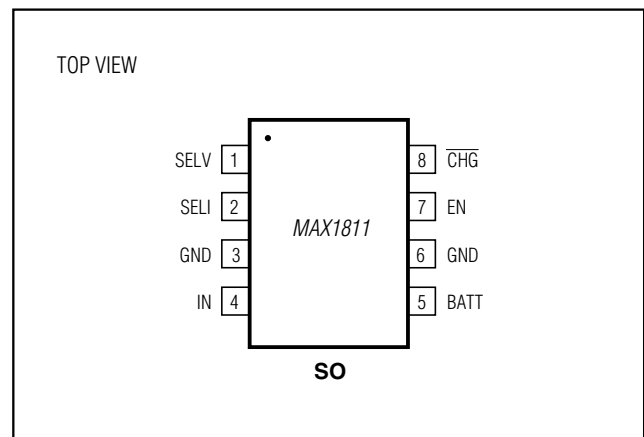 TOP VIEW
SELV 1
SELI 2
GND 3
IN 4
MAX1811
8 C̅H̅G̅
7 EN
6 GND
5 BATT
SO